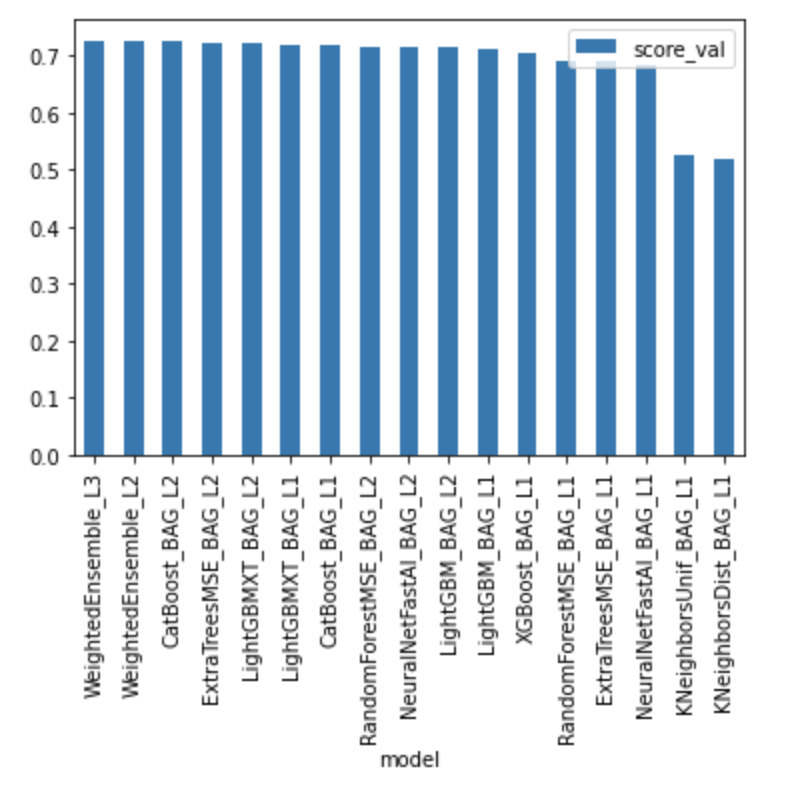 score_val
0.7
0.6
0.5
0.4
0.3
0.2
0.1
0.0
WeightedEnsemble_L3
WeightedEnsemble_L2
CatBoost_BAG_L2
ExtraTreesMSE_BAG_L2
LightGBMXT_BAG_L2
LightGBMXT_BAG_L1
CatBoost_BAG_L1
RandomForestMSE_BAG_L2
NeuralNetFastAI_BAG_L2
LightGBM_BAG_L2
LightGBM_BAG_L1
XGBoost_BAG_L1
RandomForestMSE_BAG_L1
ExtraTreesMSE_BAG_L1
NeuralNetFastAI_BAG_L1
KNeighborsUnif_BAG_L1
KNeighborsDist_BAG_L1
model